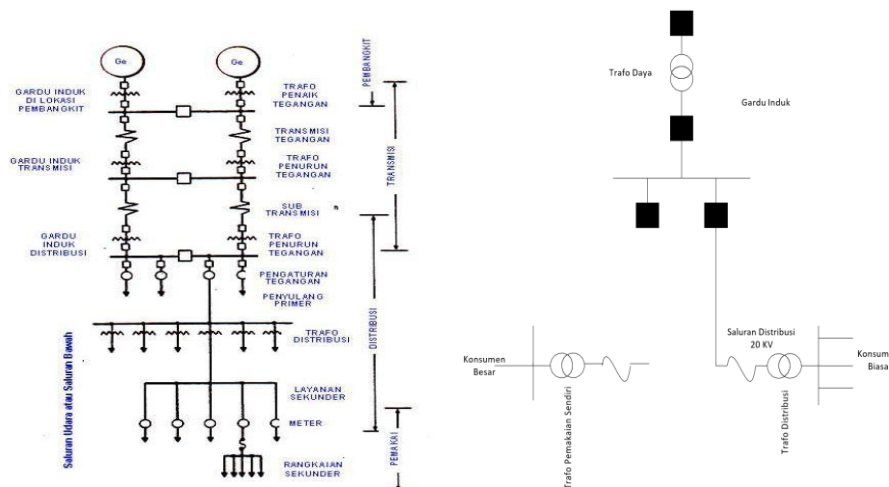 Ge
Ge
GARDU INDUK
DI LOKASI
PEMBANGKIT
TRAFO
PENAIK
TEGANGAN
TRANSMISI
TEGANGAN
GARDU INDUK
TRANSMISI
TRAFO
PENURUN
TEGANGAN
SUB
TRANSMISI
GARDU
INDUK
DISTRIBUSI
TRAFO
PENURUN
TEGANGAN
PENGATURAN
TEGANGAN
PENYULANG
PRIMER
TRAFO
DISTRIBUSI
LAYANAN
SEKUNDER
METER
RANGKAIAN
SEKUNDER
Saluran Udara atau Saluran Bawah
PEMBANGKIT
TRANSMISI
DISTRIBUSI
PEMAKAI
Trafo Daya
Gardu Induk
Saluran Distribusi
20 KV
Konsumen
Besar
Konsum
Biasa
Trafo Pemakaian Sendiri
Trafo Distribusi